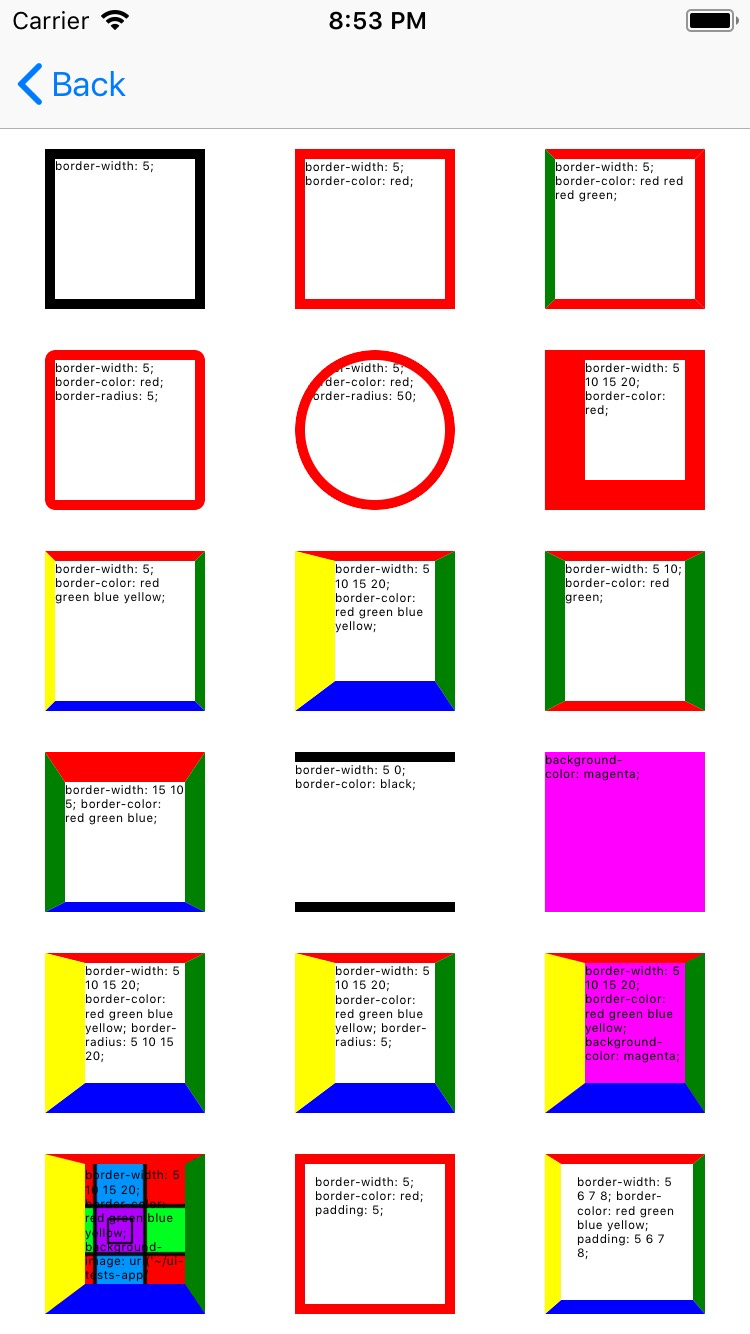 Carrier 8:53 PM
Back
border-width: 5;
border-width: 5;
border-color: red;
border-width: 5;
border-color: red red
red green;
border-width: 5;
border-color: red;
border-radius: 5;
border-width: 5;
border-color: red;
border-radius: 50;
border-width: 5
10 15 20;
border-color:
red;
border-width: 5;
border-color: red
green blue yellow;
border-width: 5
10 15 20;
border-color:
red green blue
yellow;
border-width: 5 10;
border-color: red
green;
border-width: 15 10
5; border-color:
red green blue;
border-width: 5 0;
border-color: black;
background-
color: magenta;
border-width: 5
10 15 20;
border-color:
red green blue
yellow; border-
radius: 5 10 15
20;
border-width: 5
10 15 20;
border-color:
red green blue
yellow; border-
radius: 5;
border-width: 5
10 15 20;
border-color:
red green blue
yellow;
background-
color: magenta;
border-width: 5
10 15 20;
border-color:
red green blue
yellow;
background-
image: url('~/ui-
tests-app/
border-width: 5;
border-color: red;
padding: 5;
border-width: 5
6 7 8; border-
color: red green
blue yellow;
padding: 5 6 7
8;